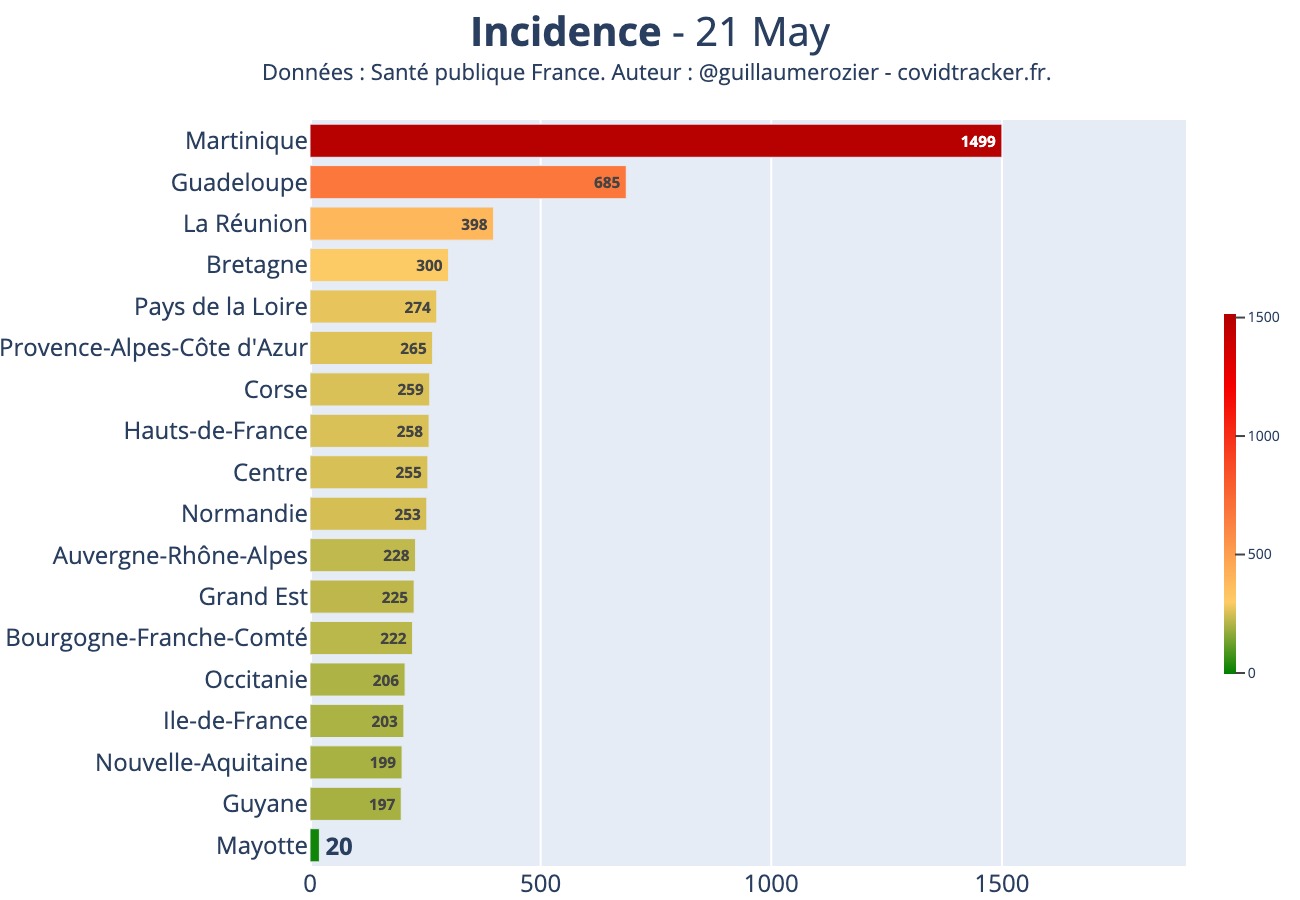 Incidence - 21 May
Données : Santé publique France. Auteur : @guillaumerozier - covidtracker.fr.
Martinique 1499
Guadeloupe 685
La Réunion 398
Bretagne 300
Pays de la Loire 274
Provence-Alpes-Côte d'Azur 265
Corse 259
Hauts-de-France 258
Centre 255
Normandie 253
Auvergne-Rhône-Alpes 228
Grand Est 225
Bourgogne-Franche-Comté 222
Occitanie 206
Ile-de-France 203
Nouvelle-Aquitaine 199
Guyane 197
Mayotte 20
0 500 1000 1500
1500
1000
500
0